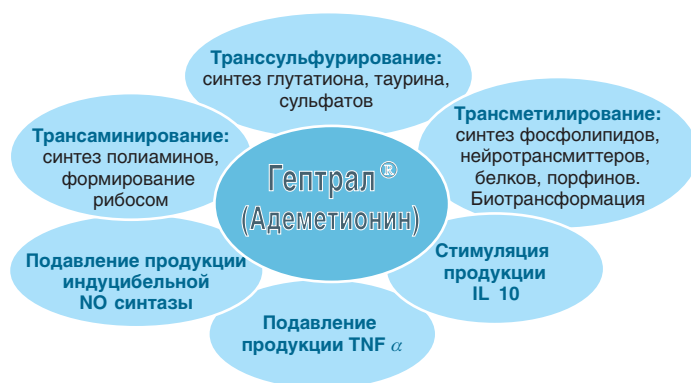 Транссульфурирование:
синтез глутатиона, таурина,
сульфатов
Трансаминирование:
синтез полиаминов,
формирование
рибосом
Трансметилирование:
синтез фосфолипидов,
нейротрансмиттеров,
белков, порфинов.
Биотрансформация
Гептрал®
(Адеметионин)
Подавление продукции
индуцибельной
NO синтазы
Стимуляция
продукции
IL 10
Подавление
продукции TNF α